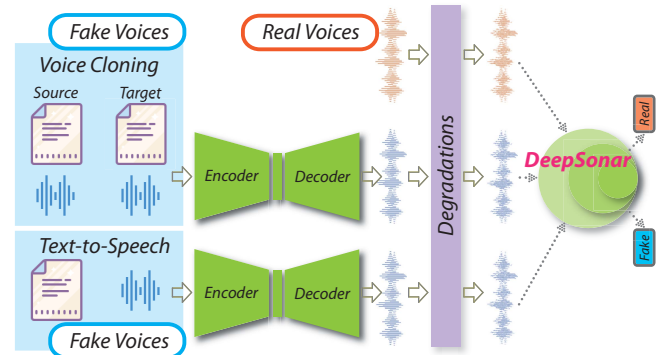 Fake Voices
Real Voices
Voice Cloning
Source
Target
Encoder
Decoder
Degradations
DeepSonar
Real
Fake
Text-to-Speech
Encoder
Decoder
Fake Voices